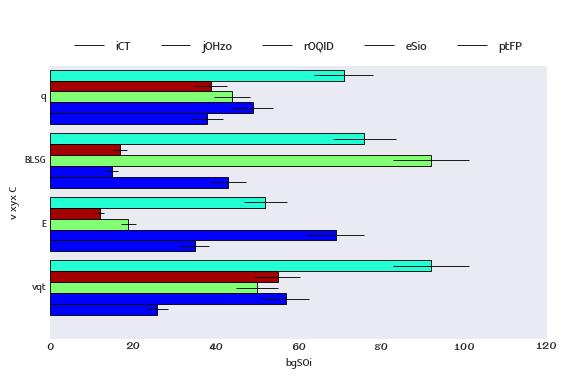 iCT jOHzo rOQID eSio ptFP
q
BLSG
E
vqt
v xyx C
0 20 40 60 80 100 120
bgSOi